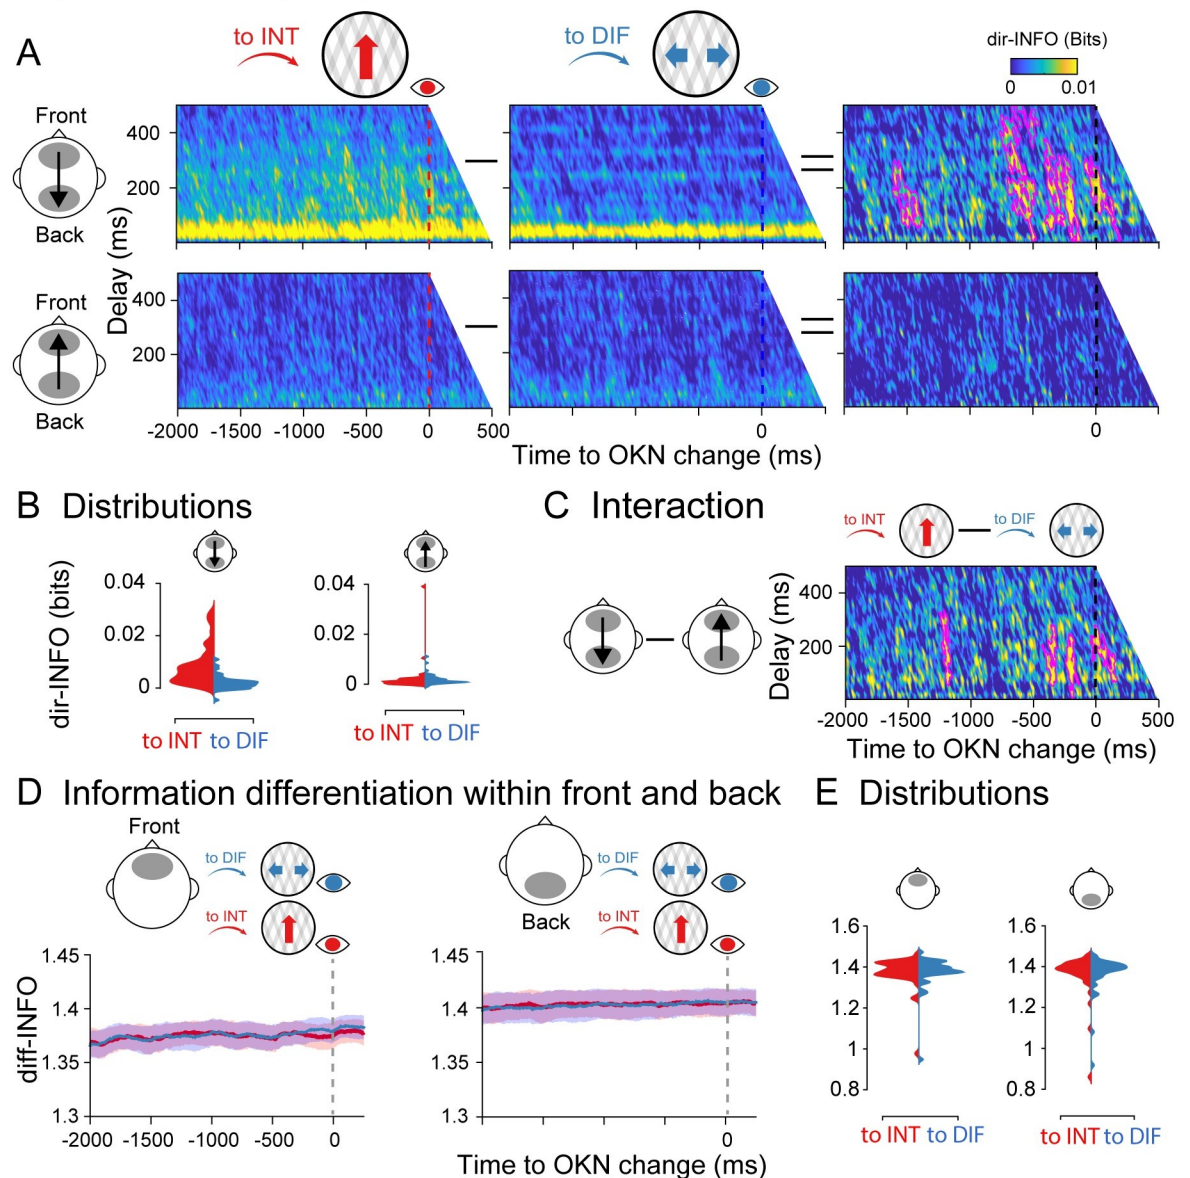 A
to INT
to DIF
dir-INFO (Bits)
0 0.01
Front
Back
Front
Back
Delay (ms)
400
200
400
200
-2000 -1500 -1000 -500 0 500
0
0
Time to OKN change (ms)
B Distributions
dir-INFO (bits)
0.04
0.02
0
0.04
0.02
0
to INT to DIF
to INT to DIF
C Interaction
to INT
to DIF
Delay (ms)
400
200
-2000 -1500 -1000 -500 0 500
Time to OKN change (ms)
D Information differentiation within front and back
Front
to DIF
to INT
Back
to DIF
to INT
diff-INFO
1.45
1.4
1.35
1.3
-2000 -1500 -1000 -500 0
1.45
1.4
1.35
1.3
0
Time to OKN change (ms)
E Distributions
1.6
1.4
1.2
1
0.8
to INT to DIF
1.6
1.4
1.2
1
0.8
to INT to DIF